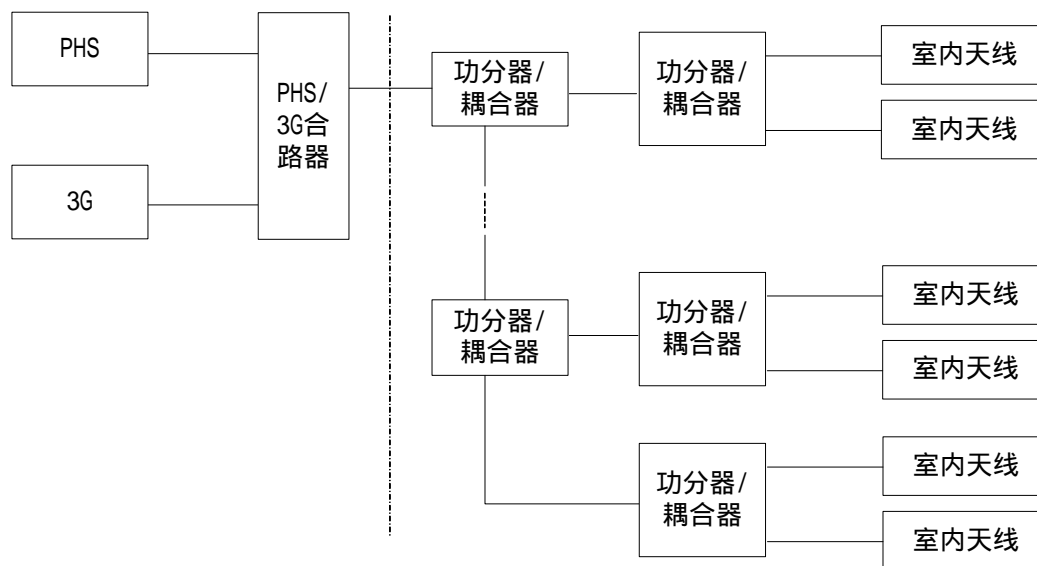 PHS
3G
PHS/
3G合
路器
功分器/
耦合器
功分器/
耦合器
室内天线
室内天线
功分器/
耦合器
功分器/
耦合器
室内天线
室内天线
功分器/
耦合器
室内天线
室内天线